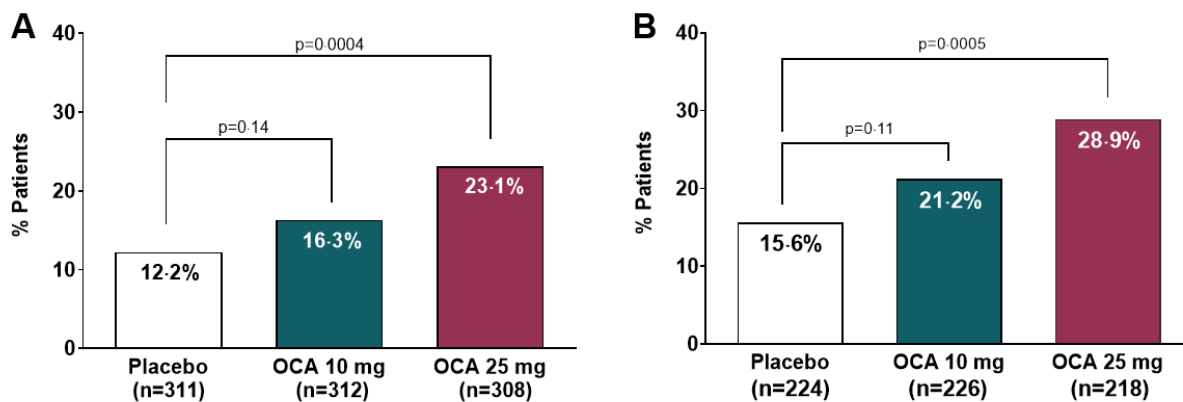 A
% Patients
40
30
20
10
0
p=0·0004
p=0·14
12·2%
16·3%
23·1%
Placebo
(n=311)
OCA 10 mg
(n=312)
OCA 25 mg
(n=308)
B
% Patients
40
30
20
10
0
p=0·0005
p=0·11
15·6%
21·2%
28·9%
Placebo
(n=224)
OCA 10 mg
(n=226)
OCA 25 mg
(n=218)